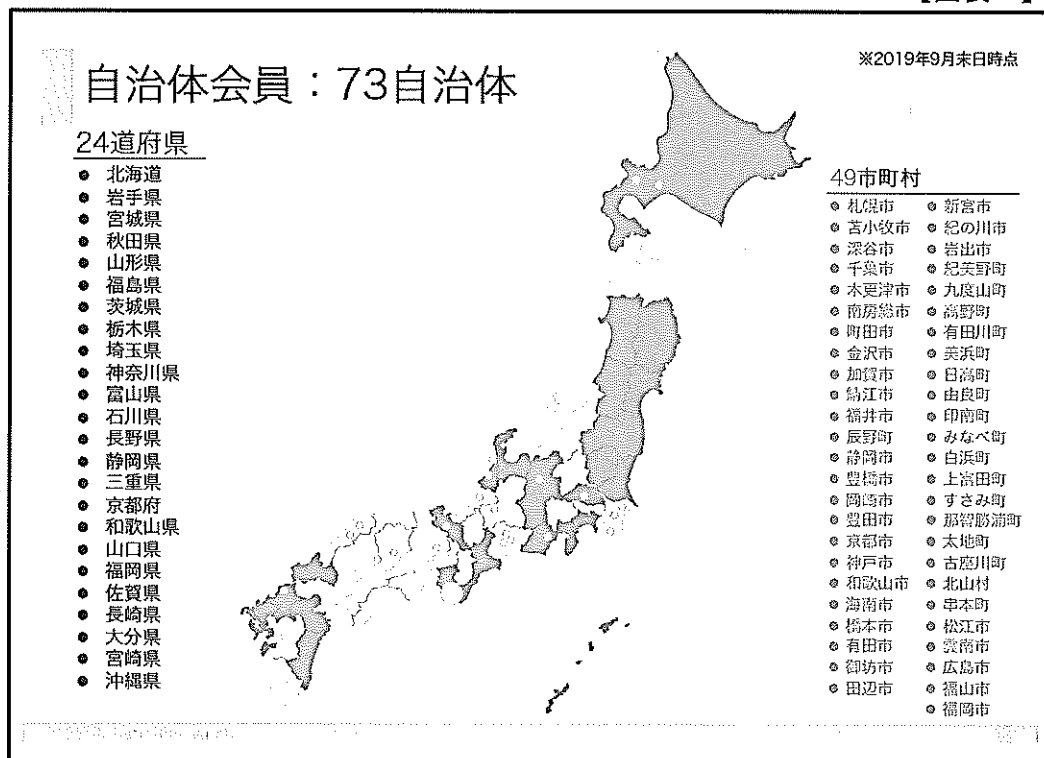 ※2019年9月末日時点
自治体会員：73自治体
24道府県
● 北海道
● 岩手県
● 宮城県
● 秋田県
● 山形県
● 福島県
● 茨城県
● 栃木県
● 埼玉県
● 神奈川県
● 富山県
● 石川県
● 長野県
● 静岡県
● 三重県
● 京都府
● 和歌山県
● 山口県
● 福岡県
● 佐賀県
● 長崎県
● 大分県
● 宮崎県
● 沖縄県
49市町村
● 札幌市
● 苫小牧市
● 深谷市
● 千葉市
● 木更津市
● 南房総市
● 町田市
● 金沢市
● 加賀市
● 鯖江市
● 福井市
● 辰野町
● 静岡市
● 豊橋市
● 岡崎市
● 豊田市
● 京都市
● 神戸市
● 和歌山市
● 海南市
● 橋本市
● 有田市
● 御坊市
● 田辺市
● 新宮市
● 紀の川市
● 岩出市
● 紀美野町
● 九度山町
● 高野町
● 有田川町
● 美浜町
● 日高町
● 由良町
● 印南町
● みなべ町
● 白浜町
● 上富田町
● すさみ町
● 那智勝浦町
● 太地町
● 古座川町
● 北山村
● 串本町
● 松江市
● 雲南市
● 広島市
● 福山市
● 福岡市